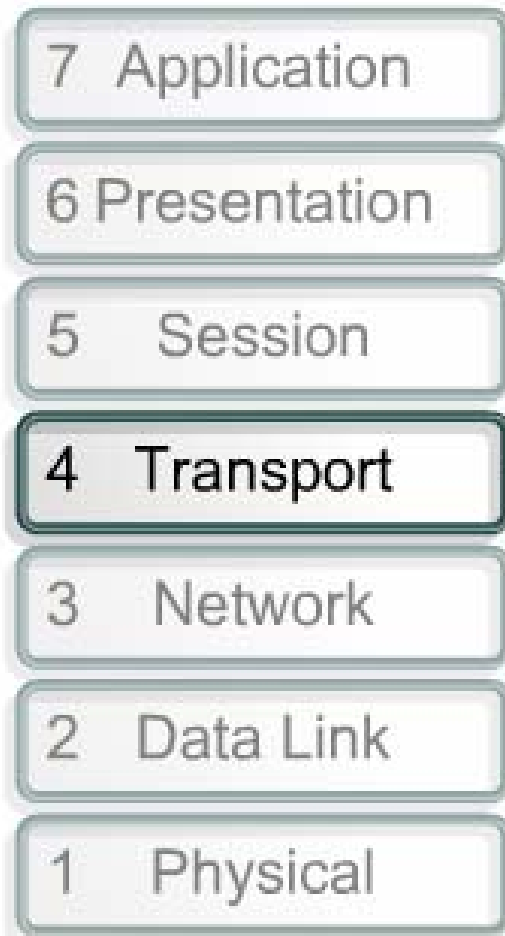 7 Application
6 Presentation
5 Session
4 Transport
3 Network
2 Data Link
1 Physical